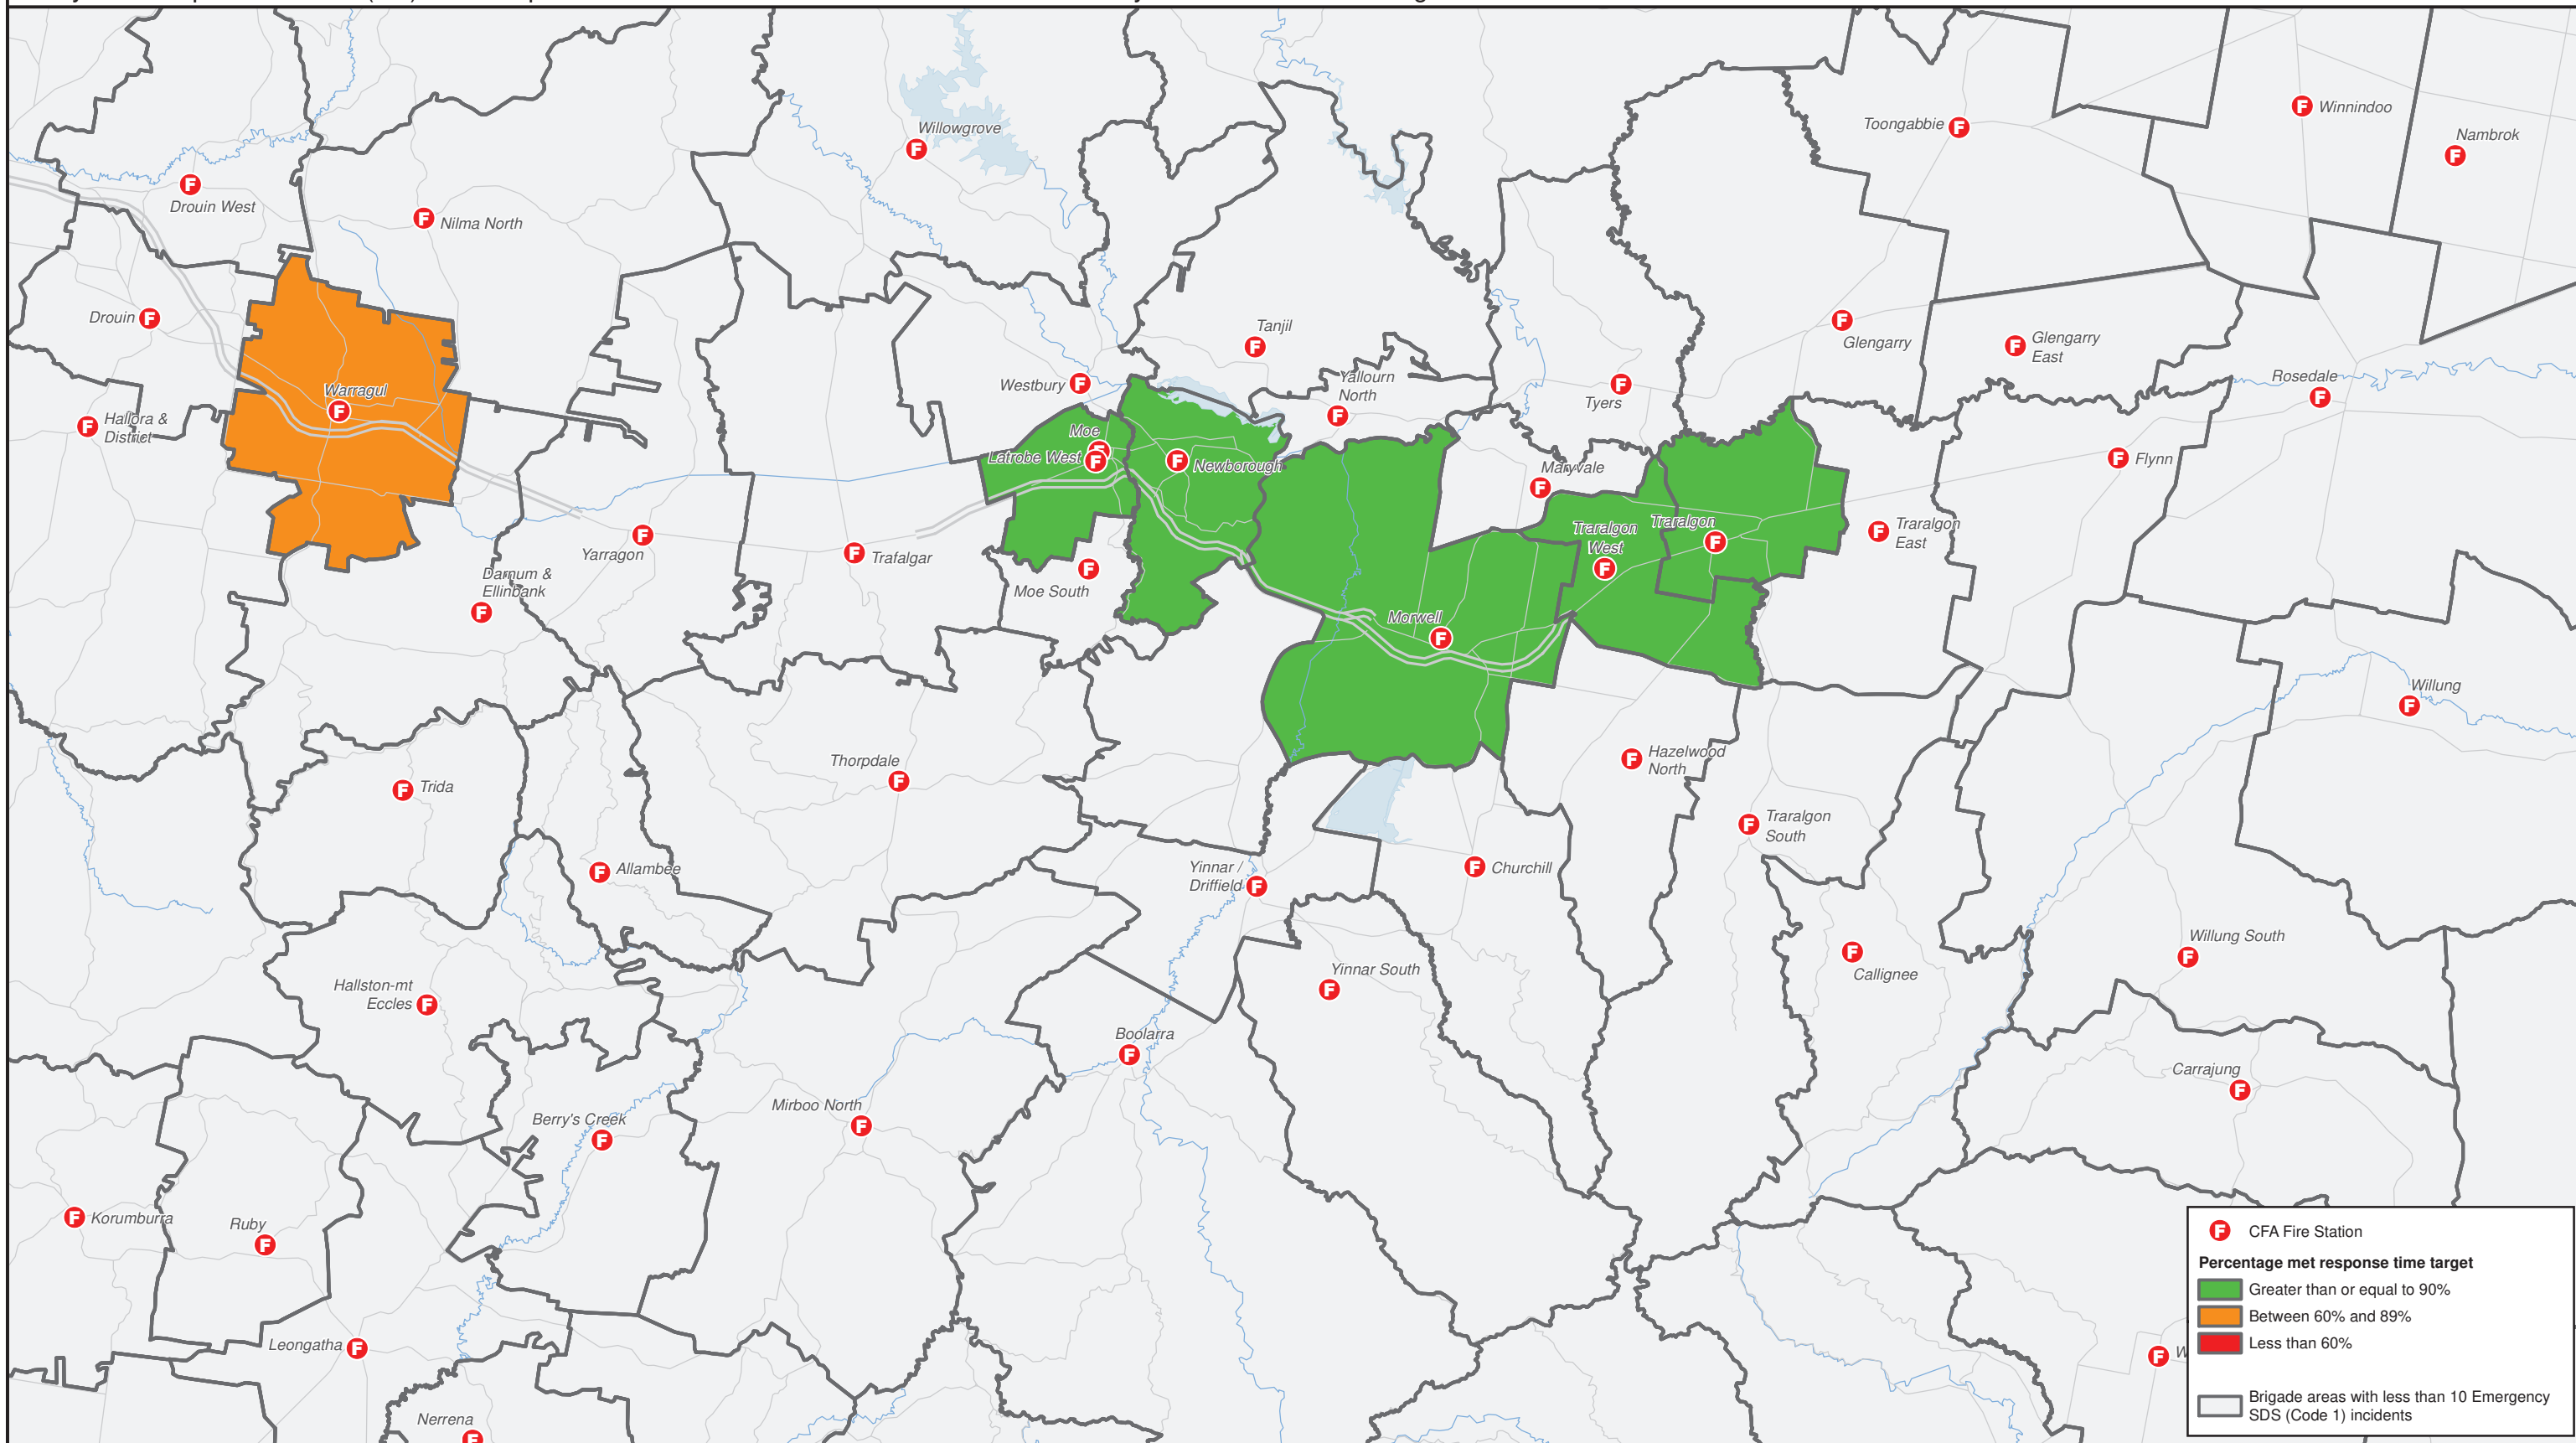 Willowgrove
Winnindoo
Toongabbie
Nambrok
Drouin West
Nilma North
Drouin
Tanjil
Glengarry
Glengarry
East
Westbury
Yallourn
North
Tyers
Rosedale
Warragul
Hallora &
District
Moe
Latrobe West
Newborough
Maryvale
Flynn
Traralgon
West
Traralgon
Traralgon
East
Yarragon
Trafalgar
Moe South
Darnum &
Ellinbank
Morwell
Willung
Hazelwood
North
Thorpdale
Trida
Traralgon
South
Allambee
Yinnar /
Driffield
Churchill
Willung South
Callignee
Yinnar South
Hallston-mt
Eccles
Boolarra
Carrajung
Mirboo North
Berry's Creek
Korumburra
Ruby
Leongatha
Nerrena
F CFA Fire Station
Percentage met response time target
Greater than or equal to 90%
Between 60% and 89%
Less than 60%
Brigade areas with less than 10 Emergency
SDS (Code 1) incidents